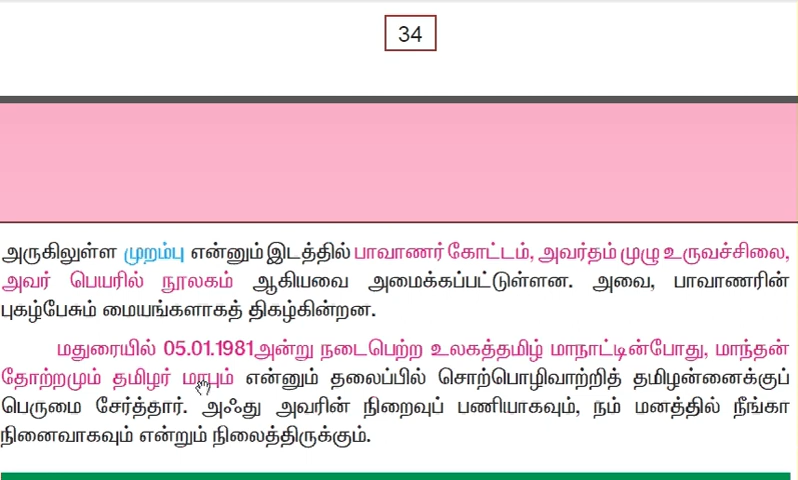 34
அருகிலுள்ள முறம்பு என்னும் இடத்தில் பாவாணர் கோட்டம், அவர்தம் முழு உருவச்சிலை,
அவர் பெயரில் நூலகம் ஆகியவை அமைக்கப்பட்டுள்ளன. அவை, பாவாணரின்
புகழ்பேசும் மையங்களாகத் திகழ்கின்றன.
மதுரையில் 05.01.1981அன்று நடைபெற்ற உலகத்தமிழ் மாநாட்டின்போது, மாந்தன்
தோற்றமும் தமிழர் மரபும் என்னும் தலைப்பில் சொற்பொழிவாற்றித் தமிழன்னைக்குப்
பெருமை சேர்த்தார். அஃது அவரின் நிறைவுப் பணியாகவும், நம் மனத்தில் நீங்கா
நினைவாகவும் என்றும் நிலைத்திருக்கும்.